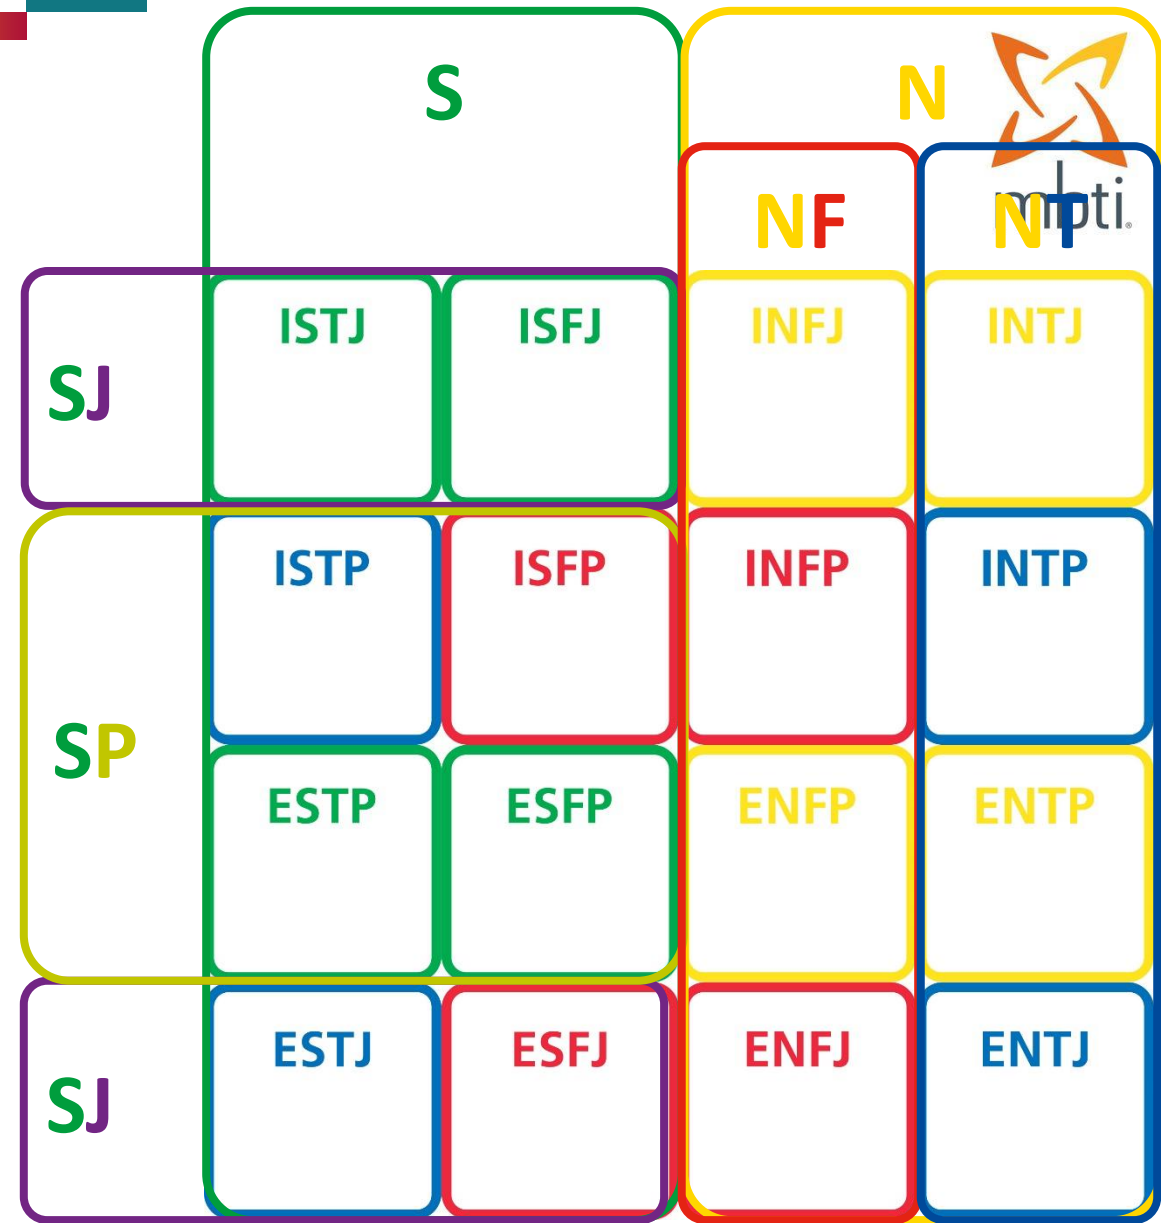 S N
mbti®
NF NT
SJ ISTJ ISFJ INFJ INTJ
ISTP ISFP INFP INTP
SP
ESTP ESFP ENFP ENTP
SJ ESTJ ESFJ ENFJ ENTJ